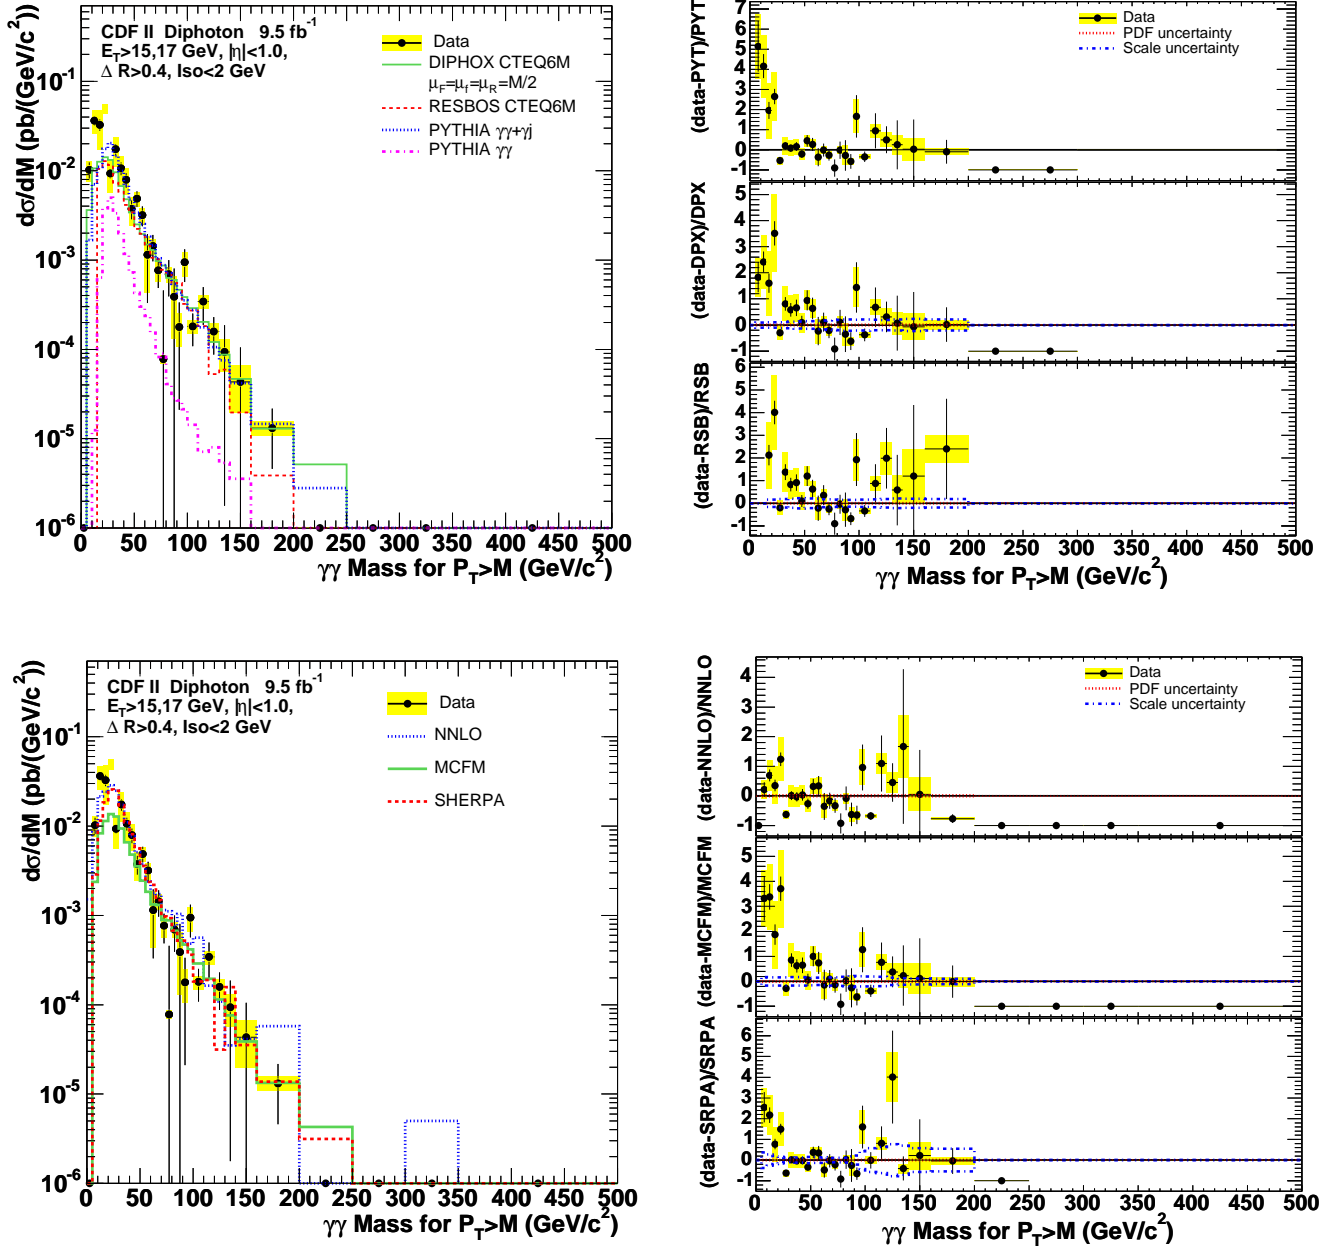 CDF II Diphoton 9.5 fb⁻¹
E_T>15,17 GeV, |η|<1.0,
Δ R>0.4, Iso<2 GeV
Data
DIPHOX CTEQ6M
μ_F=μ_f=μ_R=M/2
RESBOS CTEQ6M
PYTHIA γγ+γj
PYTHIA γγ
dσ/dM (pb/(GeV/c²))
10⁻¹
10⁻²
10⁻³
10⁻⁴
10⁻⁵
10⁻⁶
0 50 100 150 200 250 300 350 400 450 500
γγ Mass for P_T>M (GeV/c²)
Data
PDF uncertainty
Scale uncertainty
(data-PYT)/PYT
7
6
5
4
3
2
1
0
-1
(data-DPX)/DPX
5
4
3
2
1
0
-1
(data-RSB)/RSB
6
5
4
3
2
1
0
-1
0 50 100 150 200 250 300 350 400 450 500
γγ Mass for P_T>M (GeV/c²)
CDF II Diphoton 9.5 fb⁻¹
E_T>15,17 GeV, |η|<1.0,
Δ R>0.4, Iso<2 GeV
Data
NNLO
MCFM
SHERPA
dσ/dM (pb/(GeV/c²))
10⁻¹
10⁻²
10⁻³
10⁻⁴
10⁻⁵
10⁻⁶
0 50 100 150 200 250 300 350 400 450 500
γγ Mass for P_T>M (GeV/c²)
Data
PDF uncertainty
Scale uncertainty
(data-NNLO)/NNLO
4
3
2
1
0
-1
(data-MCFM)/MCFM
5
4
3
2
1
0
-1
(data-SRPA)/SRPA
6
5
4
3
2
1
0
-1
0 50 100 150 200 250 300 350 400 450 500
γγ Mass for P_T>M (GeV/c²)